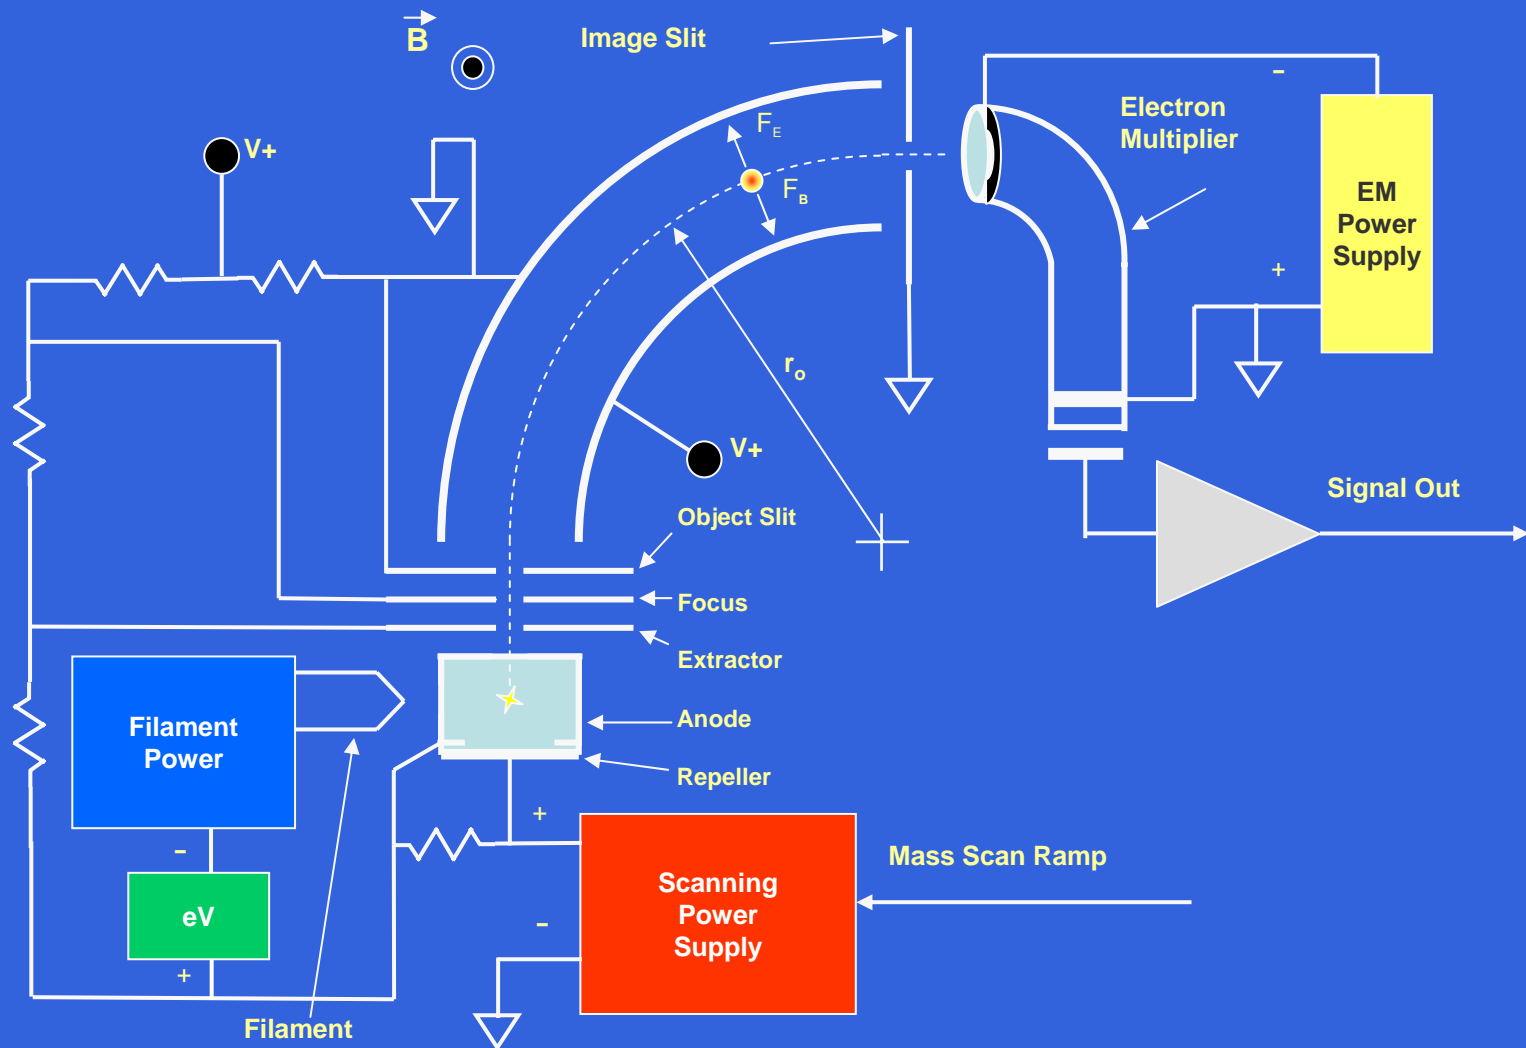 B
Image Slit
-
Electron
Multiplier
V+
F_E
F_B
EM
Power
Supply
+
r_o
V+
Object Slit
Signal Out
Focus
Extractor
Filament
Power
Anode
Repeller
+
-
Mass Scan Ramp
Scanning
Power
Supply
eV
-
+
Filament